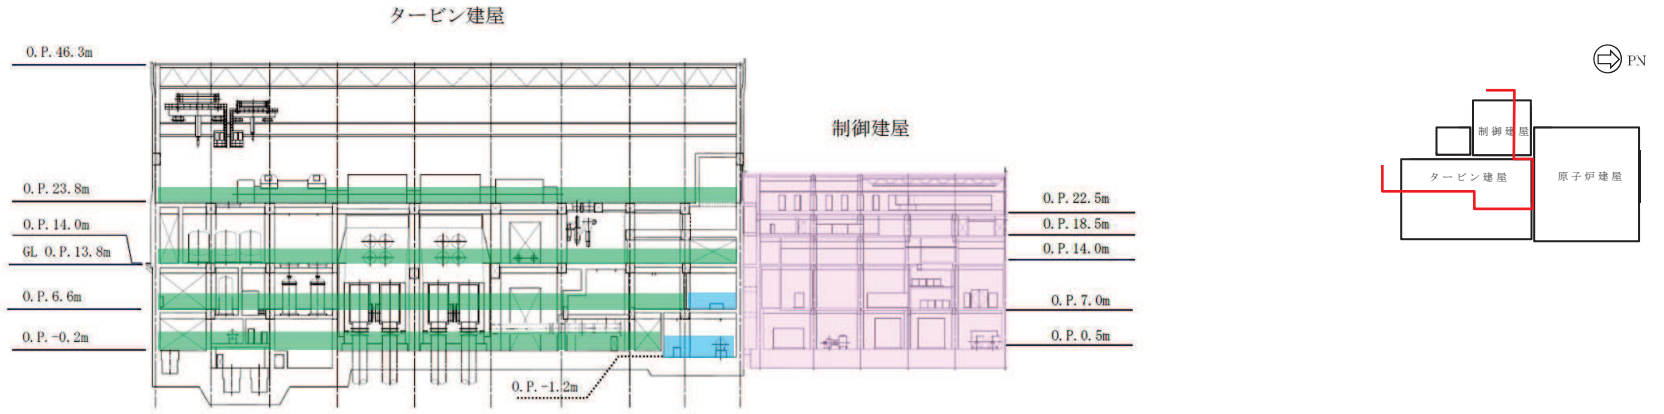 タービン建屋
O.P.46.3m
O.P.23.8m
O.P.14.0m
GL O.P.13.8m
O.P.6.6m
O.P.-0.2m
O.P.-1.2m
制御建屋
O.P.22.5m
O.P.18.5m
O.P.14.0m
O.P.7.0m
O.P.0.5m
PN
制御建屋
タービン建屋
原子炉建屋